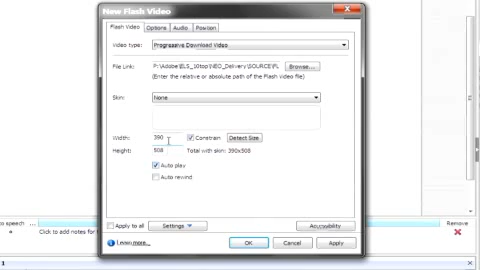 New Flash Video
Flash Video Options Audio Position
Video type: Progressive Download Video
File Link: P:\Adobe\ELS_10top\NEO_Delivery\SOURCE\FL Browse...
(Enter the relative or absolute path of the Flash video file)
Skin: None
Width: 390 Constrain Detect Size
Height: 508 Total with skin: 390x508
Auto play
Auto rewind
to speech ... Apply to all Settings Accessibility Remove
Click to add notes for
Learn more... OK Cancel Apply
1